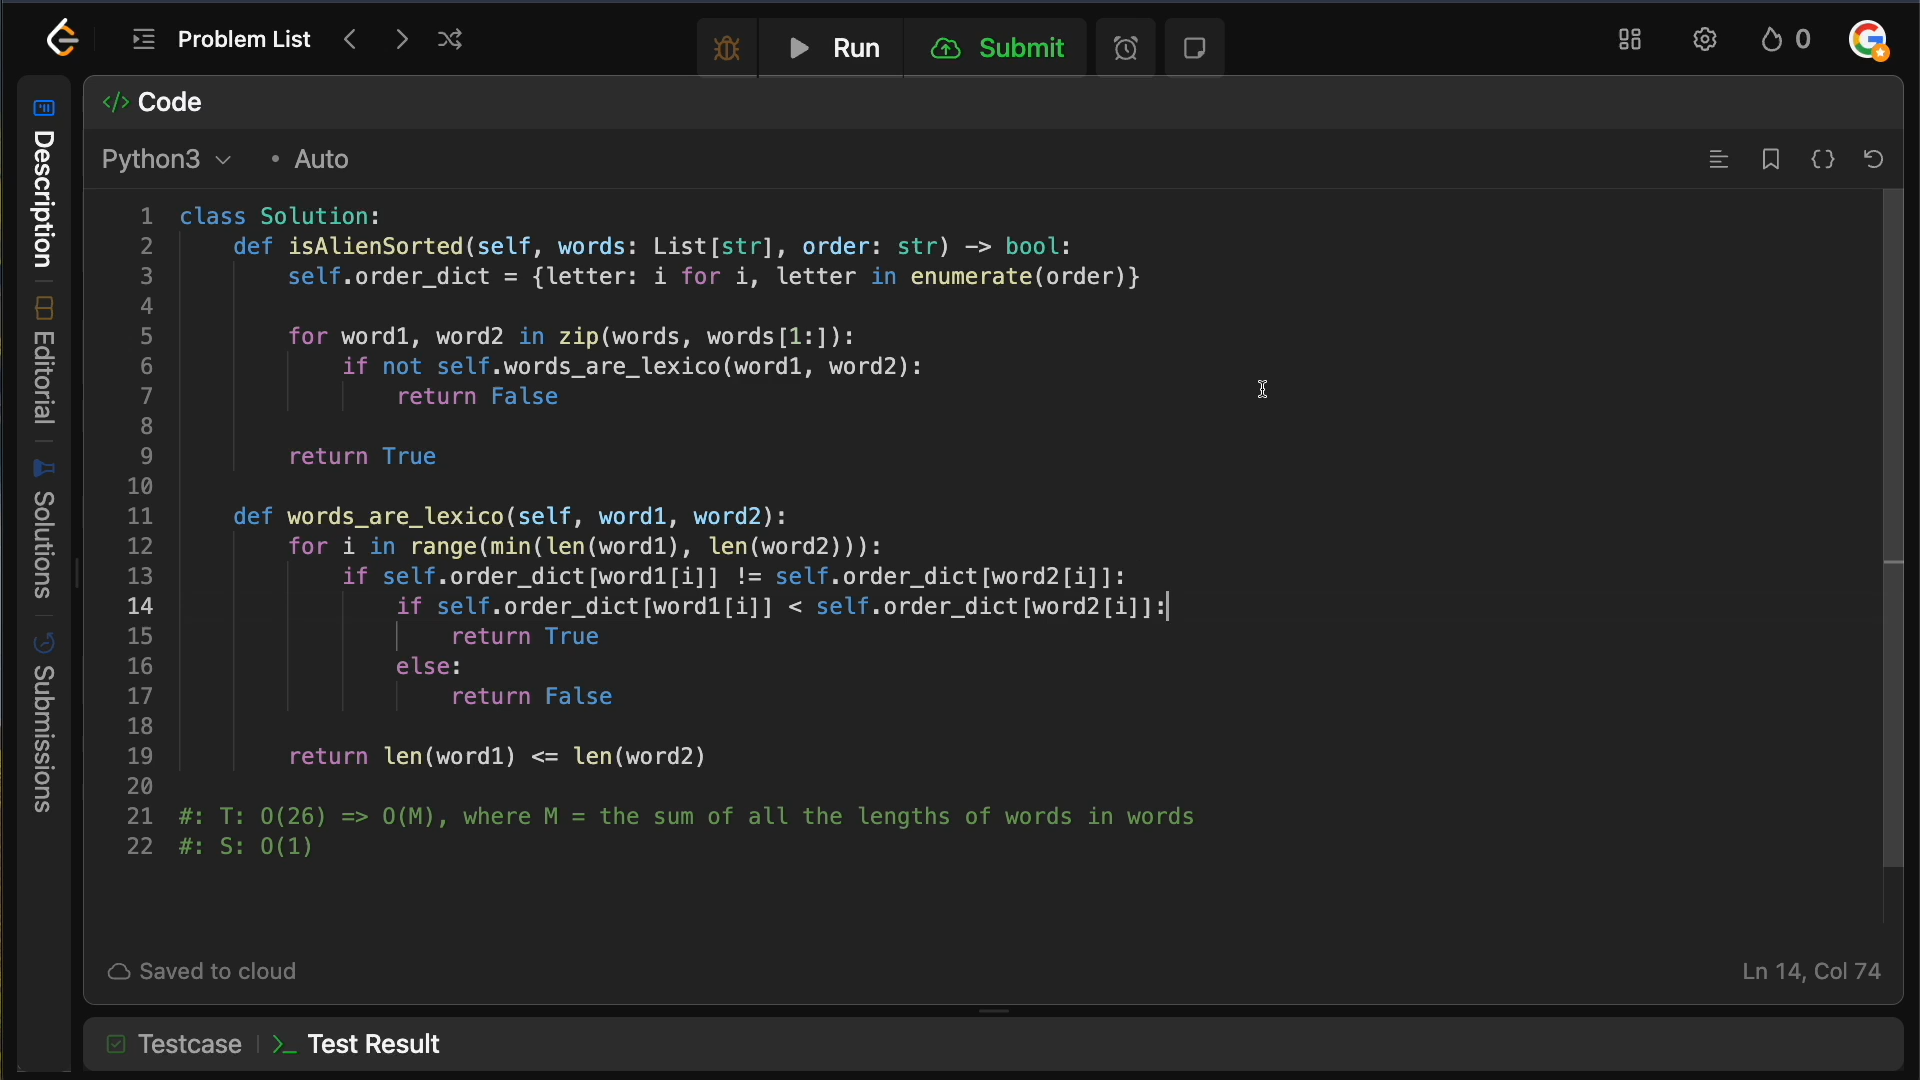 Problem List
Run
Submit
0
Description
Editorial
Solutions
Submissions
</> Code
Python3
• Auto
1 class Solution:
2     def isAlienSorted(self, words: List[str], order: str) -> bool:
3         self.order_dict = {letter: i for i, letter in enumerate(order)}
4
5         for word1, word2 in zip(words, words[1:]):
6             if not self.words_are_lexico(word1, word2):
7                 return False
8
9         return True
10
11     def words_are_lexico(self, word1, word2):
12         for i in range(min(len(word1), len(word2))):
13             if self.order_dict[word1[i]] != self.order_dict[word2[i]]:
14                 if self.order_dict[word1[i]] < self.order_dict[word2[i]]:
15                     return True
16                 else:
17                     return False
18
19         return len(word1) <= len(word2)
20
21 #: T: O(26) => O(M), where M = the sum of all the lengths of words in words
22 #: S: O(1)
Saved to cloud
Ln 14, Col 74
Testcase
Test Result